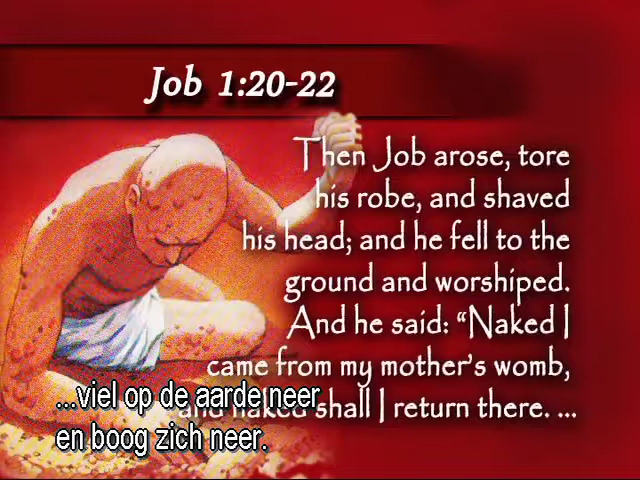 Job 1:20-22
Then Job arose, tore
his robe, and shaved
his head; and he fell to the
ground and worshiped.
And he said: “Naked I
came from my mother’s womb,
and naked shall I return there. ...
...viel op de aarde neer
en boog zich neer.